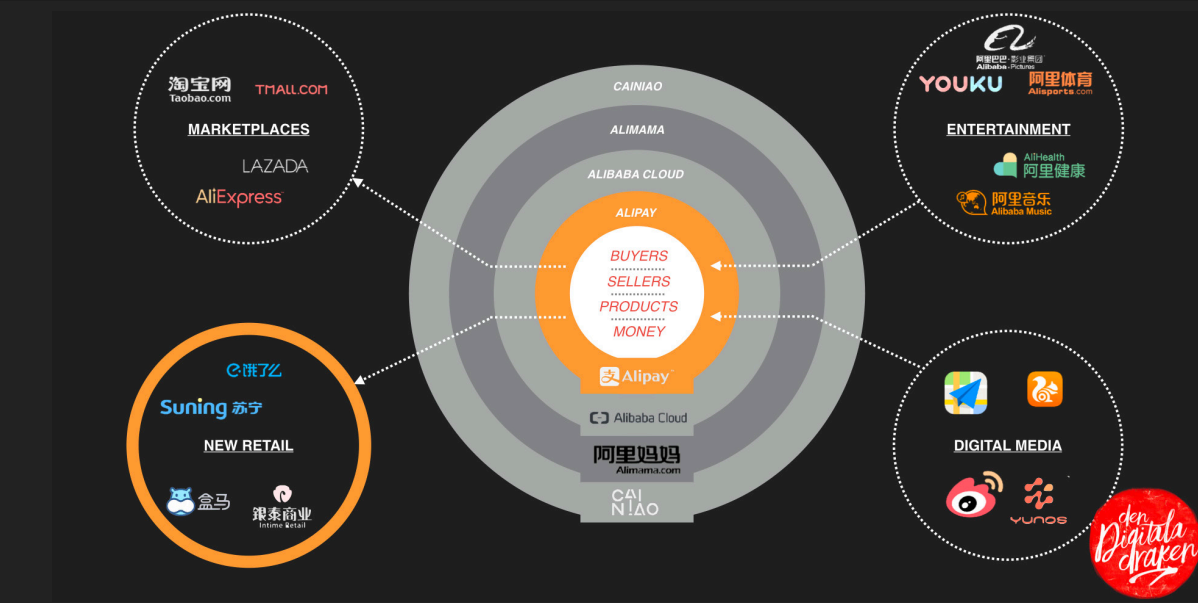 淘宝网
Taobao.com
TMALL.COM
MARKETPLACES
LAZADA
AliExpress
CAINIAO
ALIMAMA
ALIBABA CLOUD
ALIPAY
BUYERS
SELLERS
PRODUCTS
MONEY
支 Alipay
Alibaba Cloud
阿里妈妈
Alimama.com
CAI
NIAO
阿里巴巴·影业集团
Alibaba·Pictures
YOUKU
阿里体育
Alisports.com
ENTERTAINMENT
AliHealth
阿里健康
阿里音乐
Alibaba Music
饿了么
Suning 苏宁
NEW RETAIL
盒马
银泰商业
Intime Retail
DIGITAL MEDIA
YUNOS
den
Digitala
draken